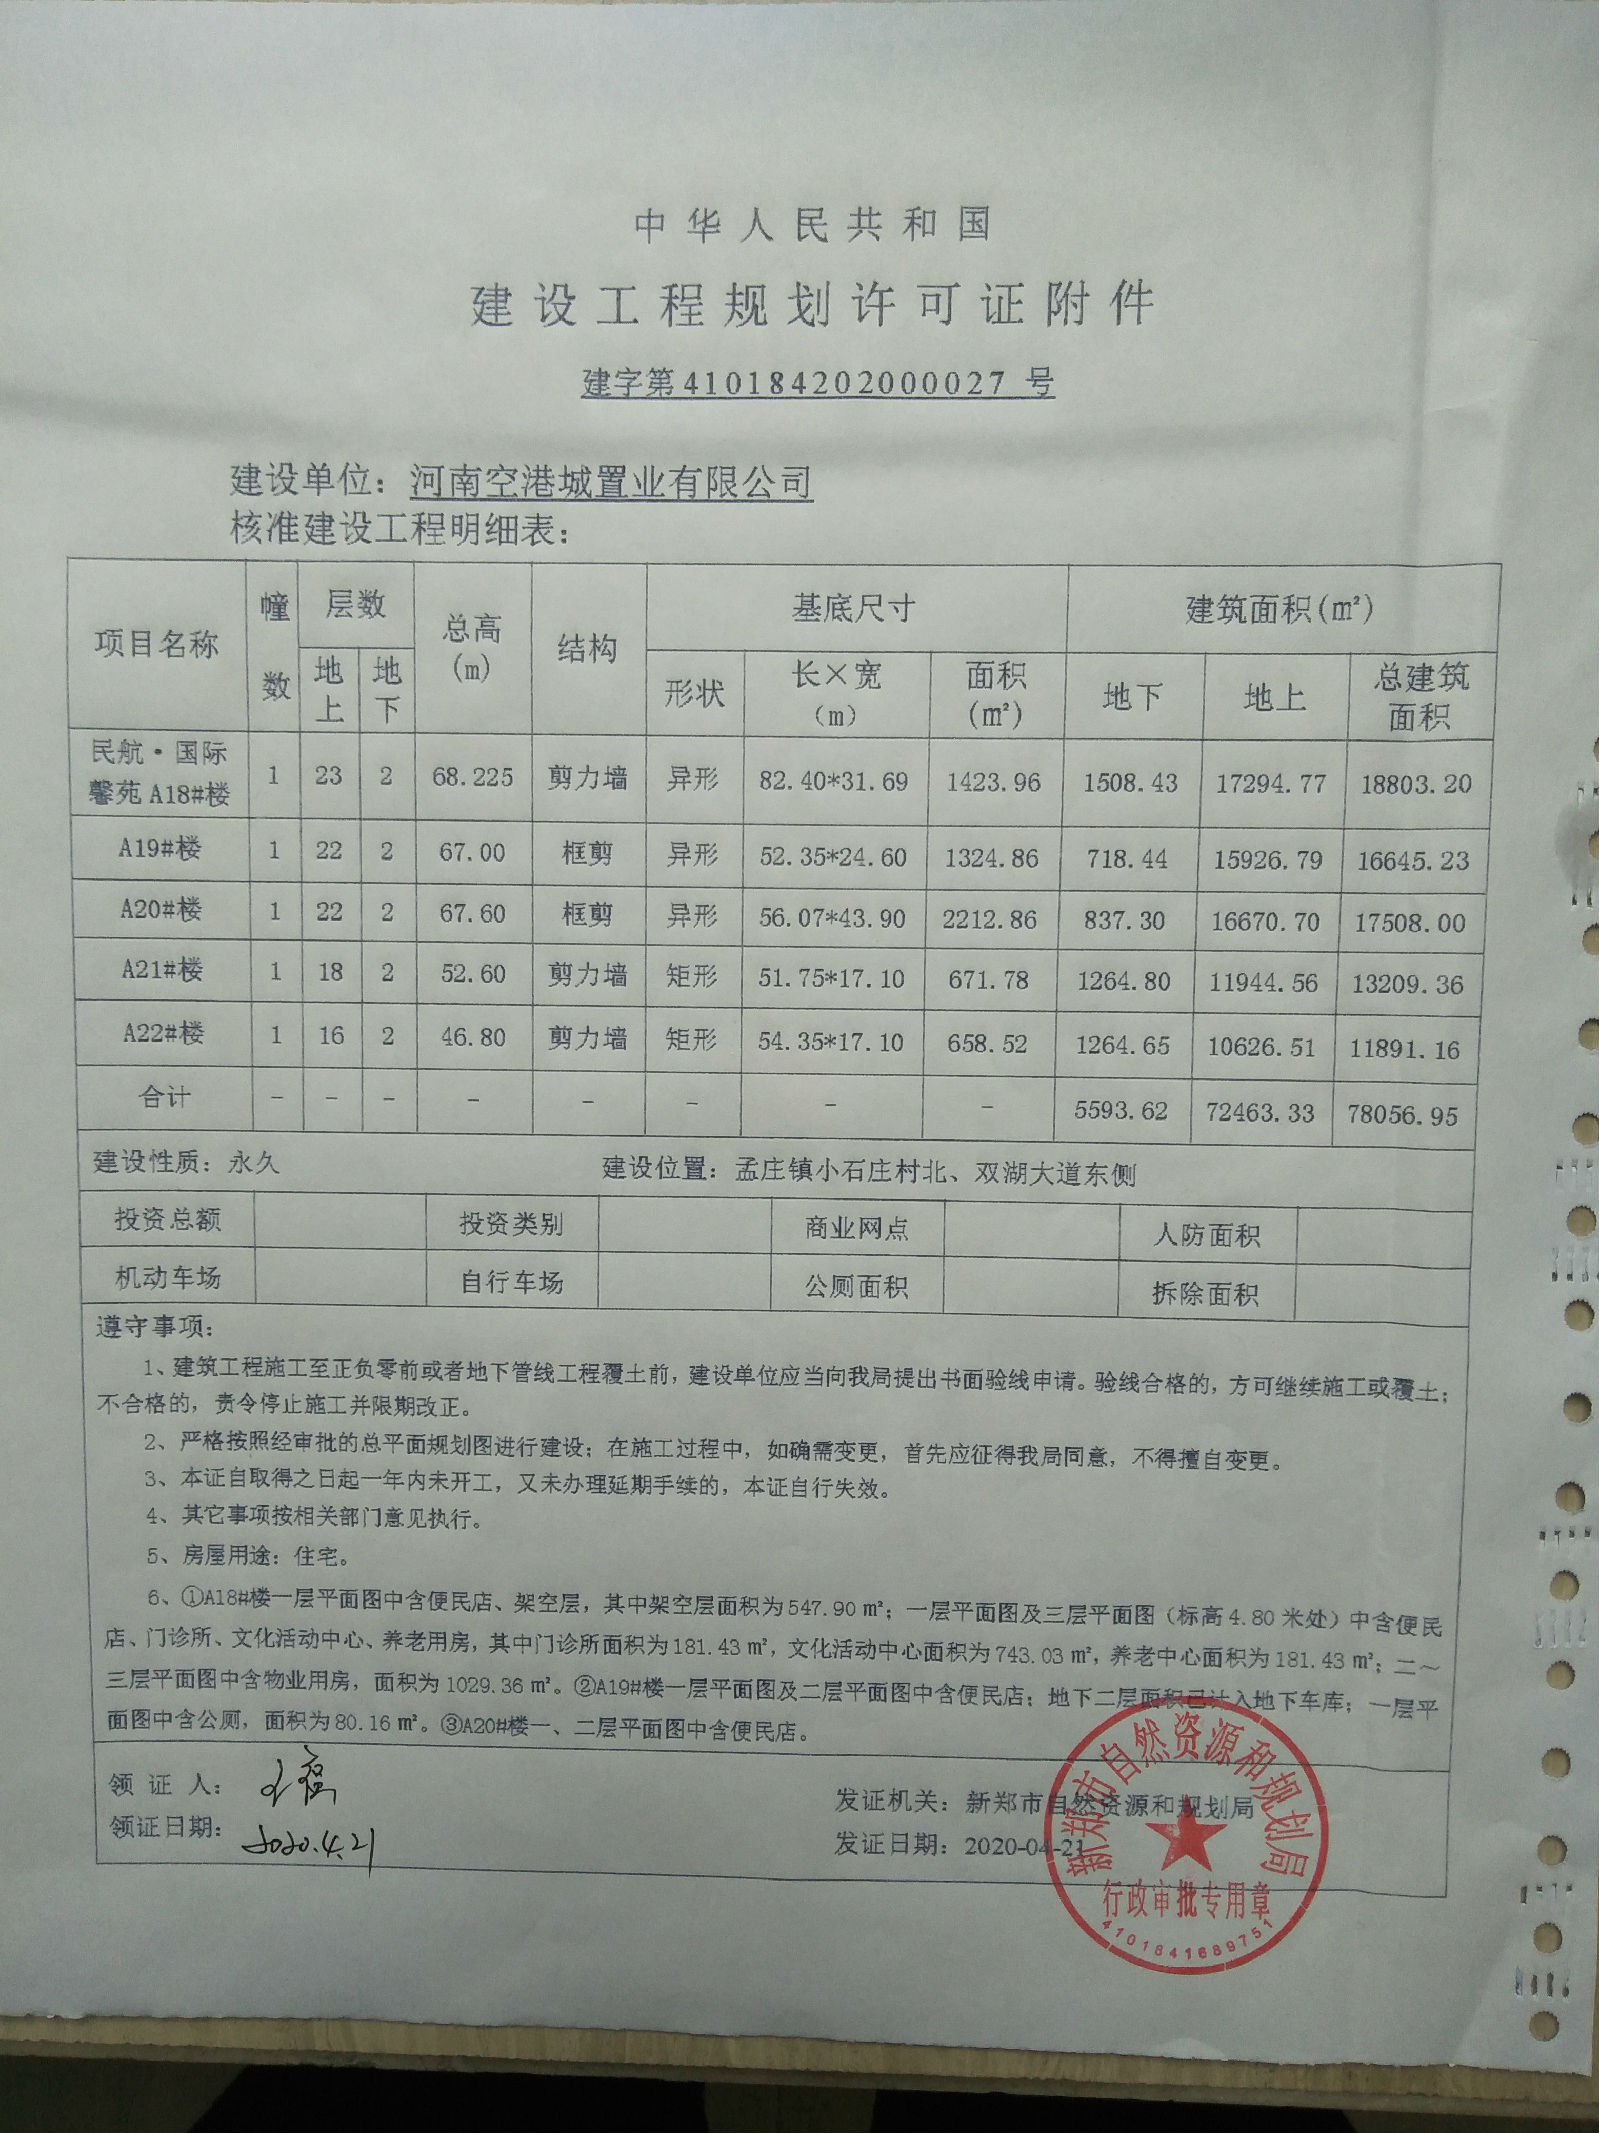 中华人民共和国
建设工程规划许可证附件
建字第410184202000027 号
建设单位：河南空港城置业有限公司
核准建设工程明细表：
项目名称 幢数 层数 总高(m) 结构 基底尺寸 建筑面积(㎡)
地上 地下 形状 长×宽(m) 面积(㎡) 地下 地上 总建筑面积
民航·国际馨苑 A18#楼 1 23 2 68.225 剪力墙 异形 82.40*31.69 1423.96 1508.43 17294.77 18803.20
A19#楼 1 22 2 67.00 框剪 异形 52.35*24.60 1324.86 718.44 15926.79 16645.23
A20#楼 1 22 2 67.60 框剪 异形 56.07*43.90 2212.86 837.30 16670.70 17508.00
A21#楼 1 18 2 52.60 剪力墙 矩形 51.75*17.10 671.78 1264.80 11944.56 13209.36
A22#楼 1 16 2 46.80 剪力墙 矩形 54.35*17.10 658.52 1264.65 10626.51 11891.16
合计 - - - - - - - - 5593.62 72463.33 78056.95
建设性质：永久 建设位置：孟庄镇小石庄村北、双湖大道东侧
投资总额 投资类别 商业网点 人防面积
机动车场 自行车场 公厕面积 拆除面积
遵守事项：
1、建筑工程施工至正负零前或者地下管线工程覆土前，建设单位应当向我局提出书面验线申请。验线合格的，方可继续施工或覆土；
不合格的，责令停止施工并限期改正。
2、严格按照经审批的总平面规划图进行建设；在施工过程中，如确需变更，首先应征得我局同意，不得擅自变更。
3、本证自取得之日起一年内未开工，又未办理延期手续的，本证自行失效。
4、其它事项按相关部门意见执行。
5、房屋用途：住宅。
6、①A18#楼一层平面图中含便民店、架空层，其中架空层面积为547.90㎡；一层平面图及三层平面图（标高4.80米处）中含便民
店、门诊所、文化活动中心、养老用房，其中门诊所面积为181.43㎡，文化活动中心面积为743.03㎡，养老中心面积为181.43㎡；二～
三层平面图中含物业用房，面积为1029.36㎡。②A19#楼一层平面图及二层平面图中含便民店；地下二层面积已计入地下车库；一层平
面图中含公厕，面积为80.16㎡。③A20#楼一、二层平面图中含便民店。
领 证 人：
发证机关：新郑市自然资源和规划局
领证日期：2020.4.21
发证日期：2020-04-21
新郑市自然资源和规划局
行政审批专用章
4101841689751